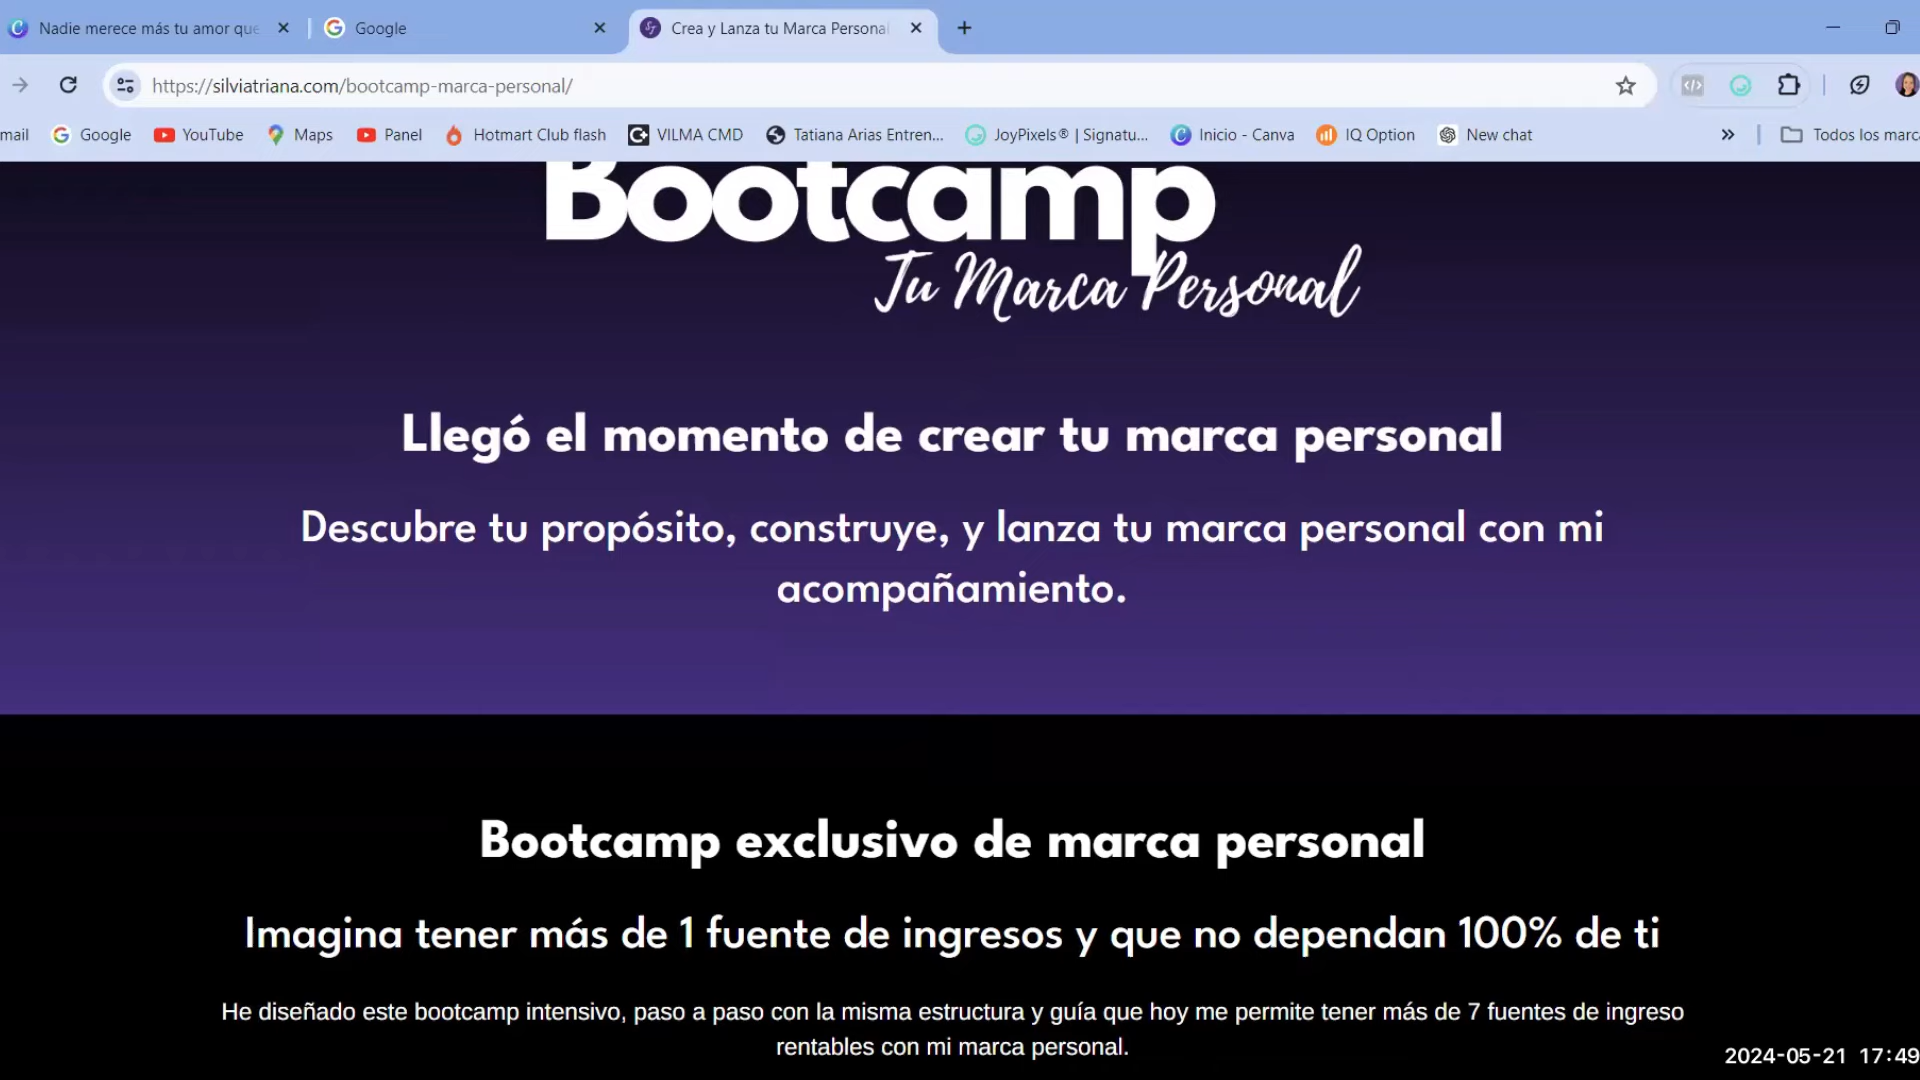 Nadie merece más tu amor que
Google
Crea y Lanza tu Marca Personal
https://silviatriana.com/bootcamp-marca-personal/
mail
Google
YouTube
Maps
Panel
Hotmart Club flash
VILMA CMD
Tatiana Arias Entren...
JoyPixels® | Signatu...
Inicio - Canva
IQ Option
New chat
Todos los marca
Bootcamp
Tu Marca Personal
Llegó el momento de crear tu marca personal
Descubre tu propósito, construye, y lanza tu marca personal con mi
acompañamiento.
Bootcamp exclusivo de marca personal
Imagina tener más de 1 fuente de ingresos y que no dependan 100% de ti
He diseñado este bootcamp intensivo, paso a paso con la misma estructura y guía que hoy me permite tener más de 7 fuentes de ingreso
rentables con mi marca personal.
2024-05-21 17:49